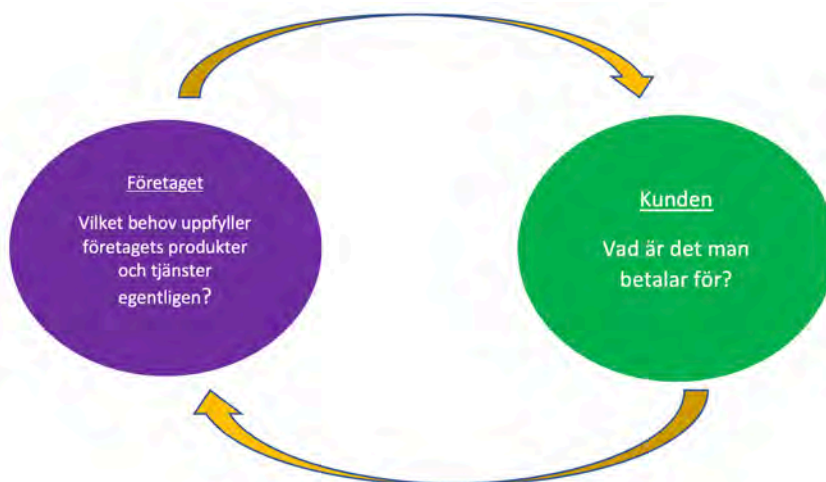 Företaget
Vilket behov uppfyller
företagets produkter
och tjänster
egentligen?
Kunden
Vad är det man
betalar för?